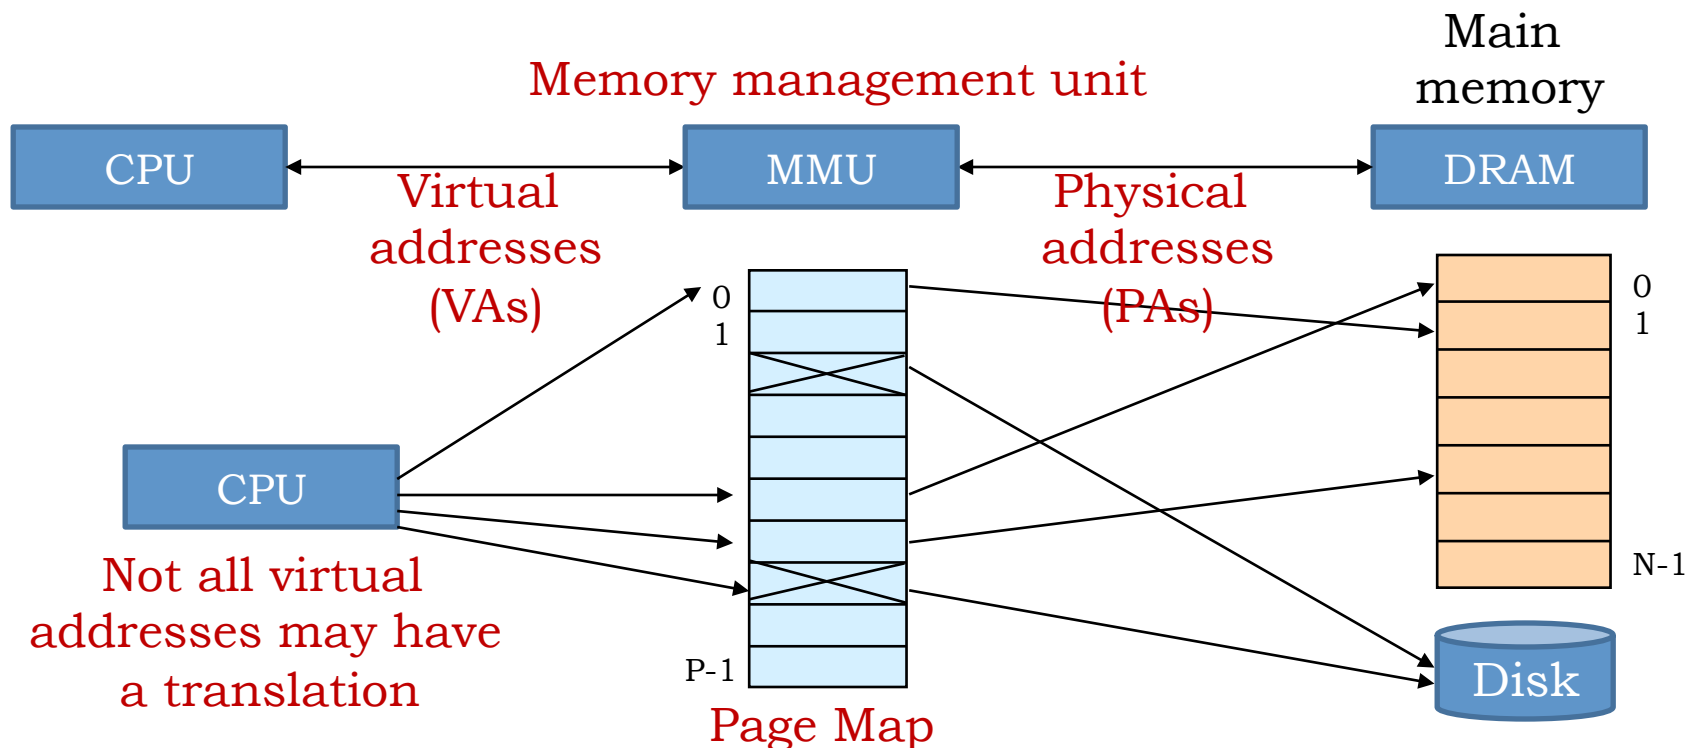 Main
memory
Memory management unit
CPU
MMU
DRAM
Virtual
addresses
(VAs)
Physical
addresses
(PAs)
0
1
P-1
0
1
N-1
CPU
Not all virtual
addresses may have
a translation
Page Map
Disk